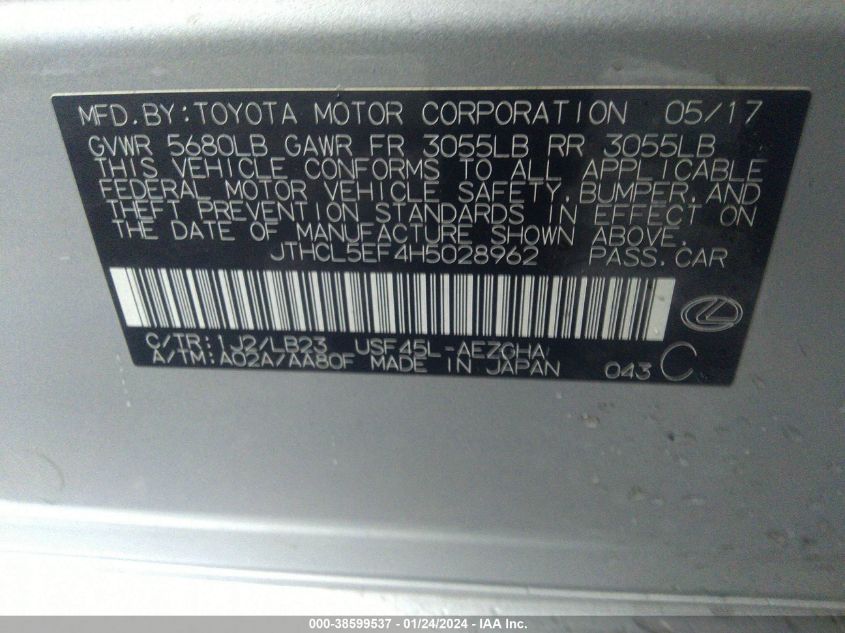 MFD.BY:TOYOTA MOTOR CORPORATION 05/17
GVWR 5680LB GAWR FR 3055LB RR 3055LB
THIS VEHICLE CONFORMS TO ALL APPLICABLE
FEDERAL MOTOR VEHICLE SAFETY,BUMPER,AND
THEFT PREVENTION STANDARDS IN EFFECT ON
THE DATE OF MANUFACTURE SHOWN ABOVE.
JTHCL5EF4H5028962 PASS.CAR
C/TR:1J2/LB23 USF45L-AEZGHA
A/TM:A02A/AA80F MADE IN JAPAN 043 C
000-38599537 - 01/24/2024 - IAA Inc.